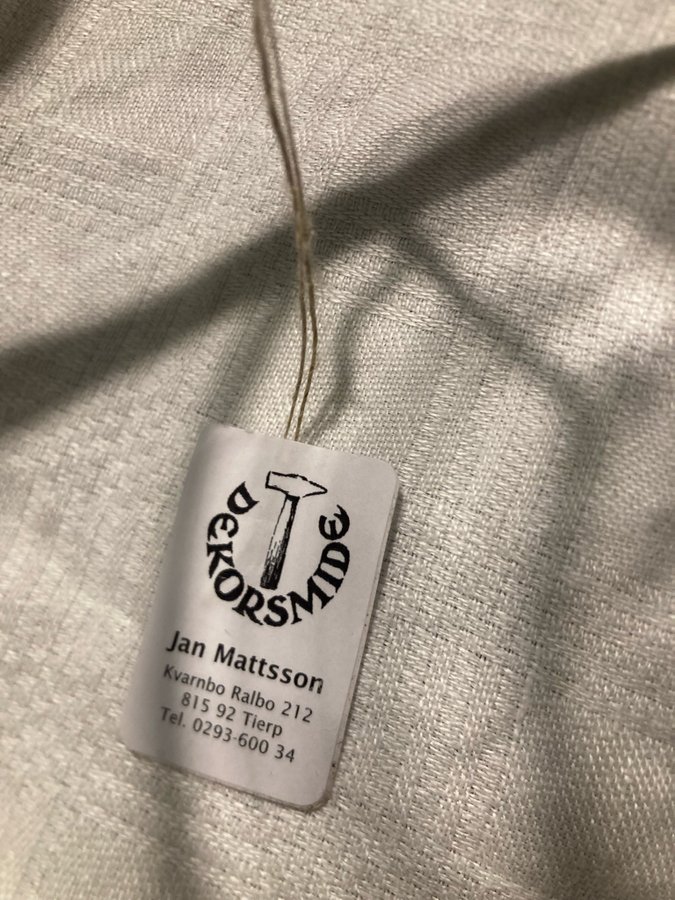 DEKORSMIDE
Jan Mattsson
Kvarnbo Ralbo 212
815 92 Tierp
Tel. 0293-600 34